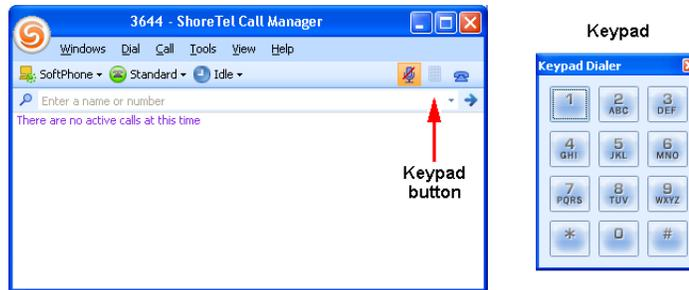 3644 - ShoreTel Call Manager
Windows Dial Call Tools View Help
SoftPhone Standard Idle
Enter a name or number
There are no active calls at this time
Keypad
button
Keypad
Keypad Dialer
1 2 3
ABC DEF
4 5 6
GHI JKL MNO
7 8 9
PQRS TUV WXYZ
* 0 #